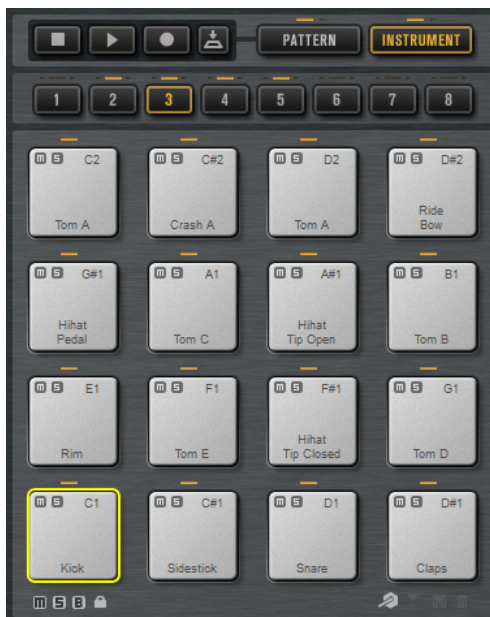 PATTERN INSTRUMENT
1 2 3 4 5 6 7 8
M S C2 M S C#2 M S D2 M S D#2
Tom A Crash A Tom A Ride
Bow
M S G#1 M S A1 M S A#1 M S B1
Hihat Tom C Hihat Tom B
Pedal Tip Open
M S E1 M S F1 M S F#1 M S G1
Rim Tom E Hihat Tom D
Tip Closed
M S C1 M S C#1 M S D1 M S D#1
Kick Sidestick Snare Claps
M S B